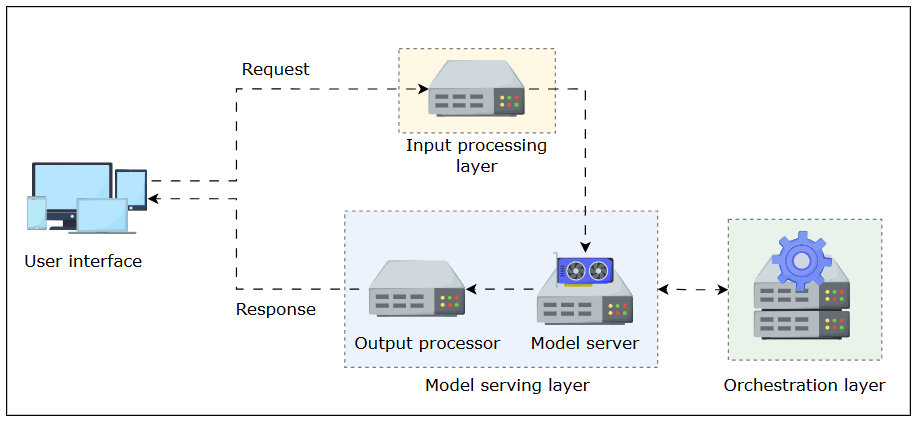 Request
Input processing
layer
User interface
Response
Output processor
Model server
Model serving layer
Orchestration layer